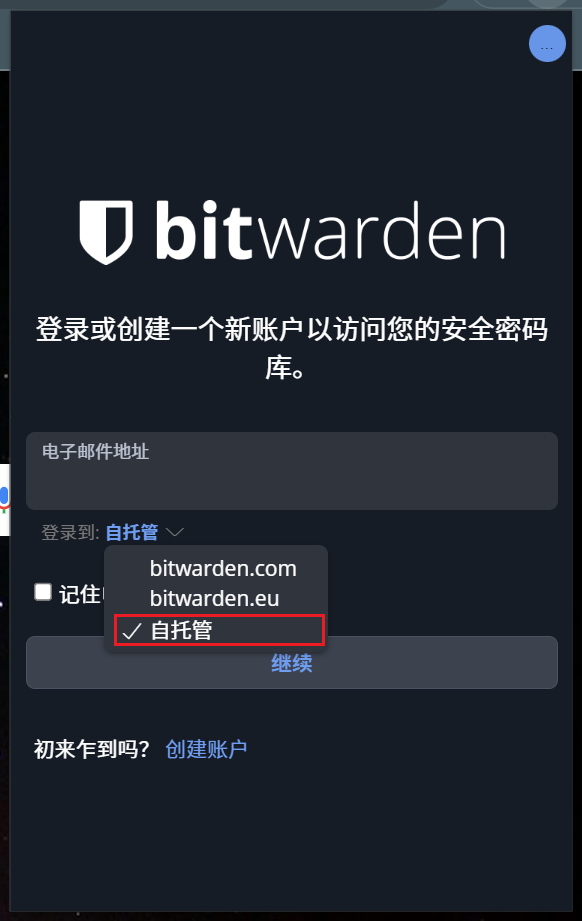 ...
bitwarden
登录或创建一个新账户以访问您的安全密码
库。
电子邮件地址
登录到: 自托管
bitwarden.com
bitwarden.eu
记住
自托管
继续
初来乍到吗? 创建账户